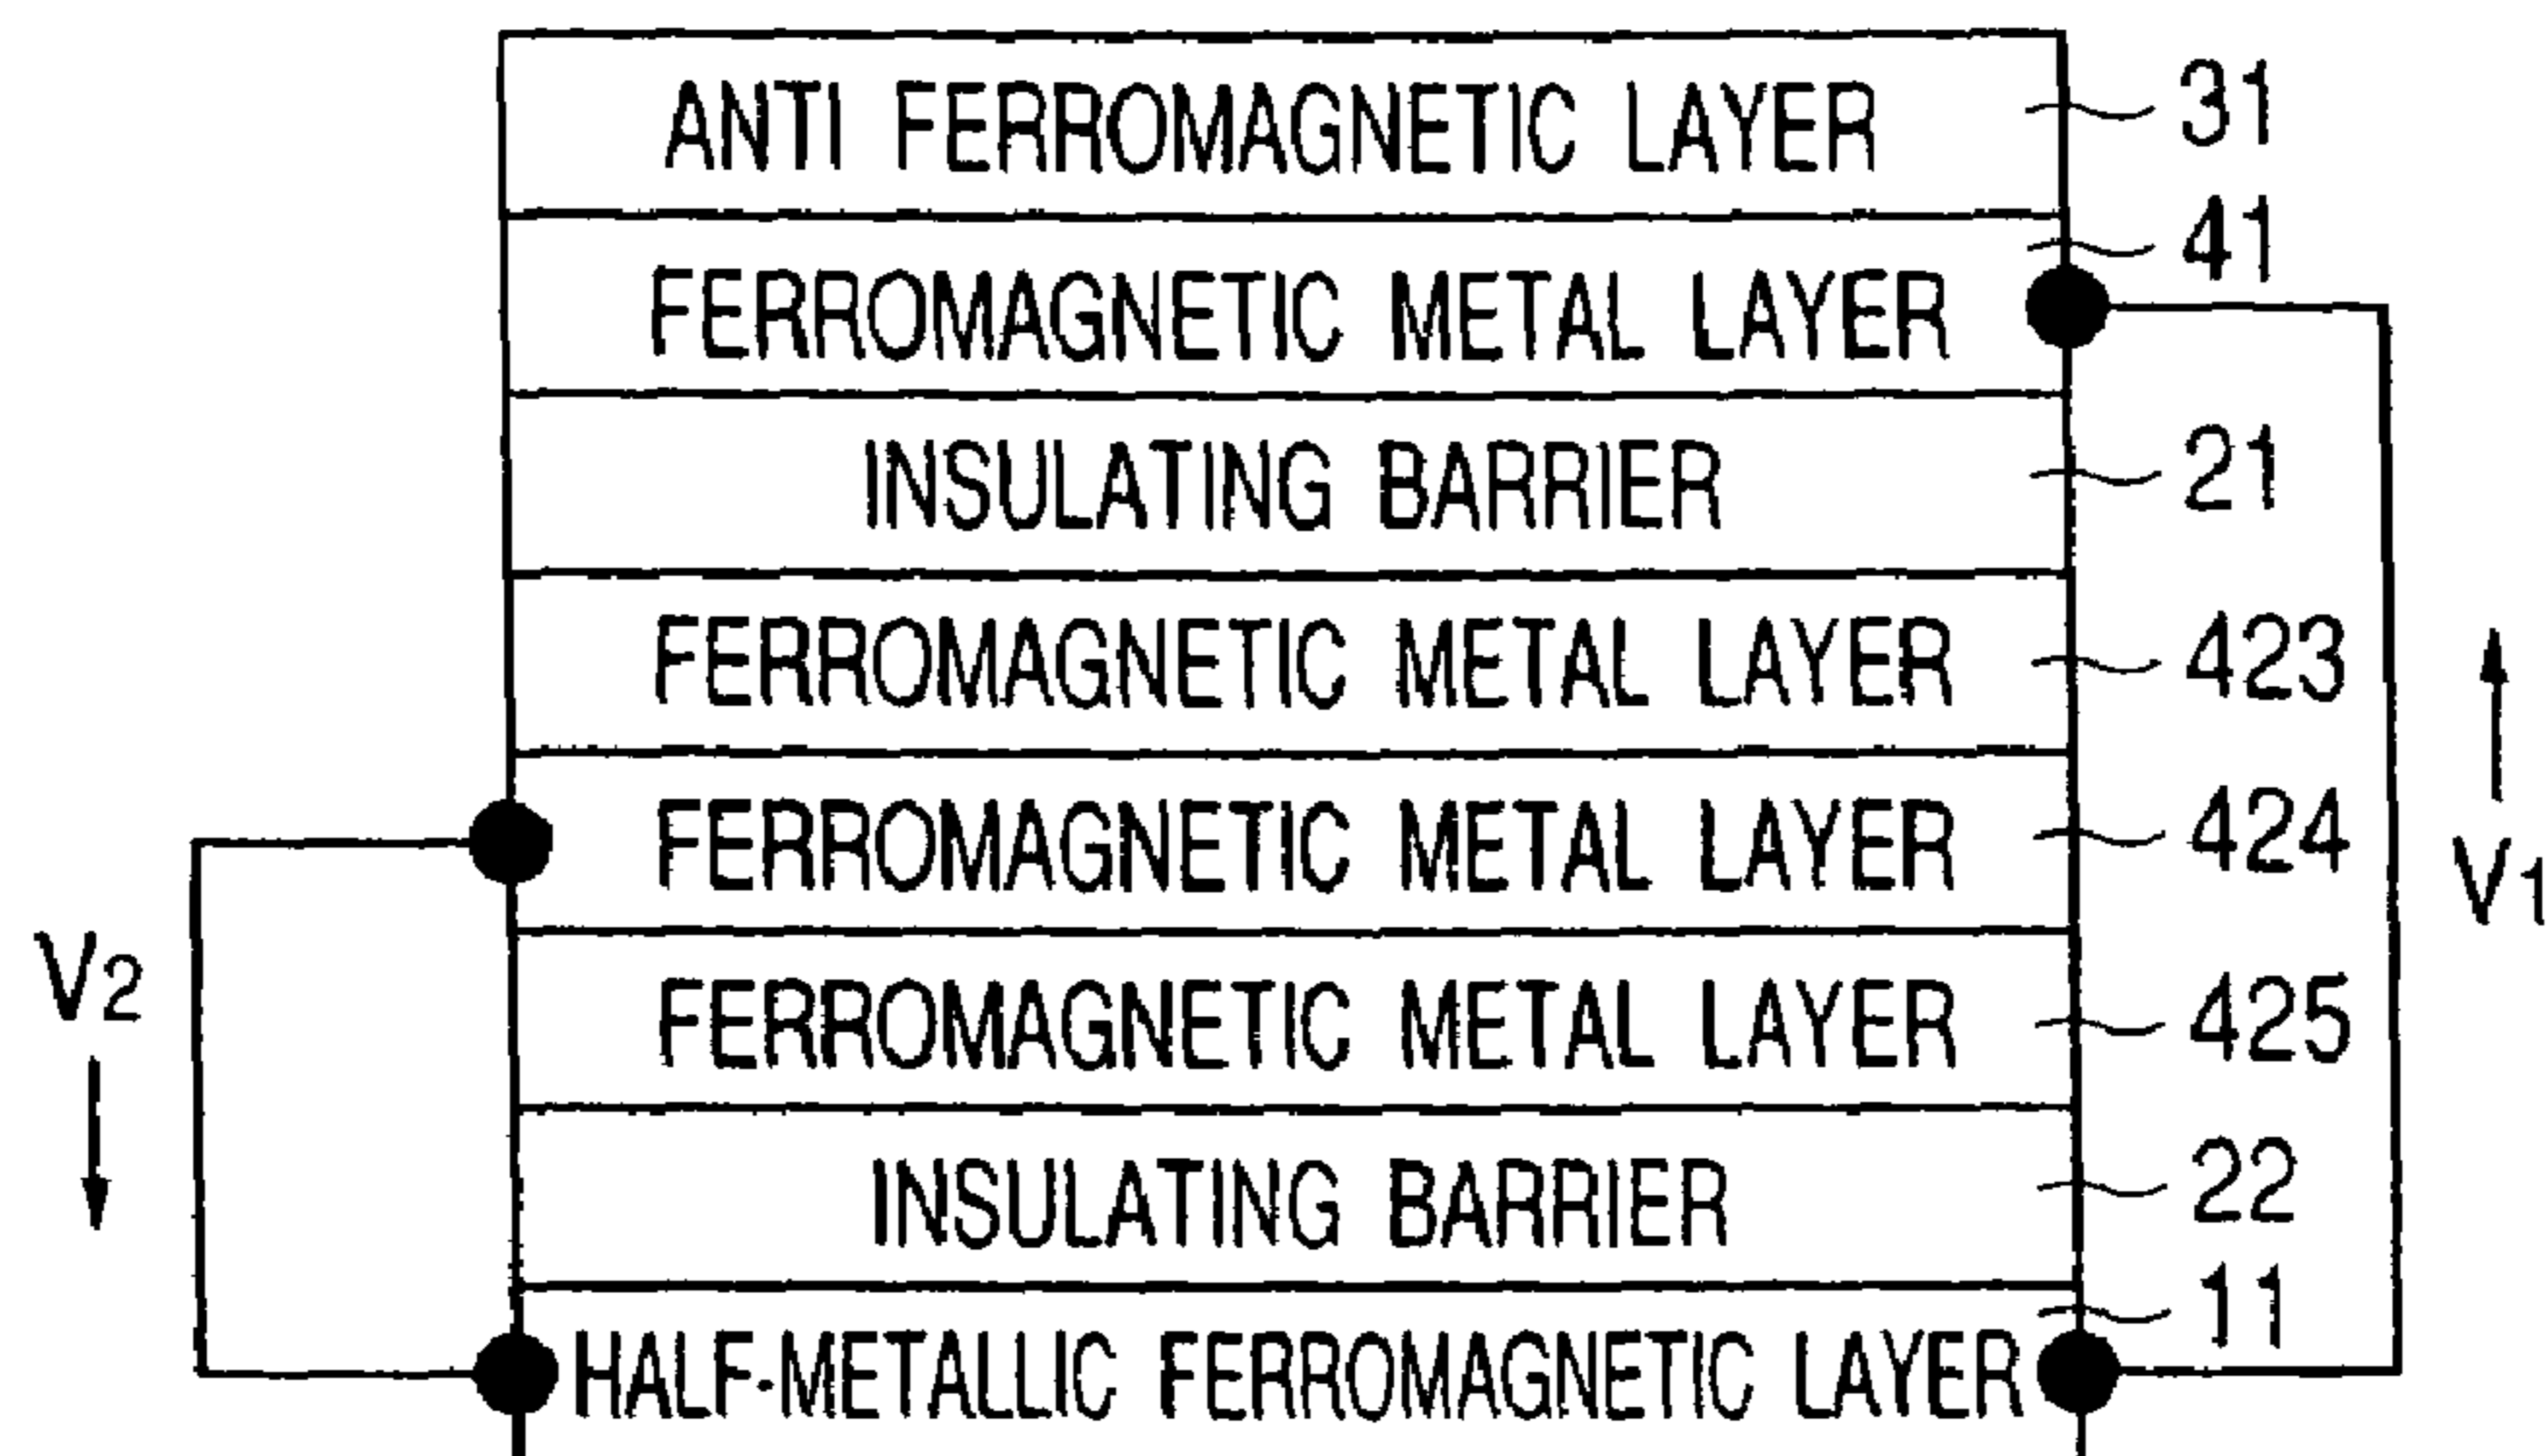 ANTI FERROMAGNETIC LAYER 31
FERROMAGNETIC METAL LAYER 41
INSULATING BARRIER 21
FERROMAGNETIC METAL LAYER 423
FERROMAGNETIC METAL LAYER 424
V1
V2
FERROMAGNETIC METAL LAYER 425
INSULATING BARRIER 22
HALF-METALLIC FERROMAGNETIC LAYER 11